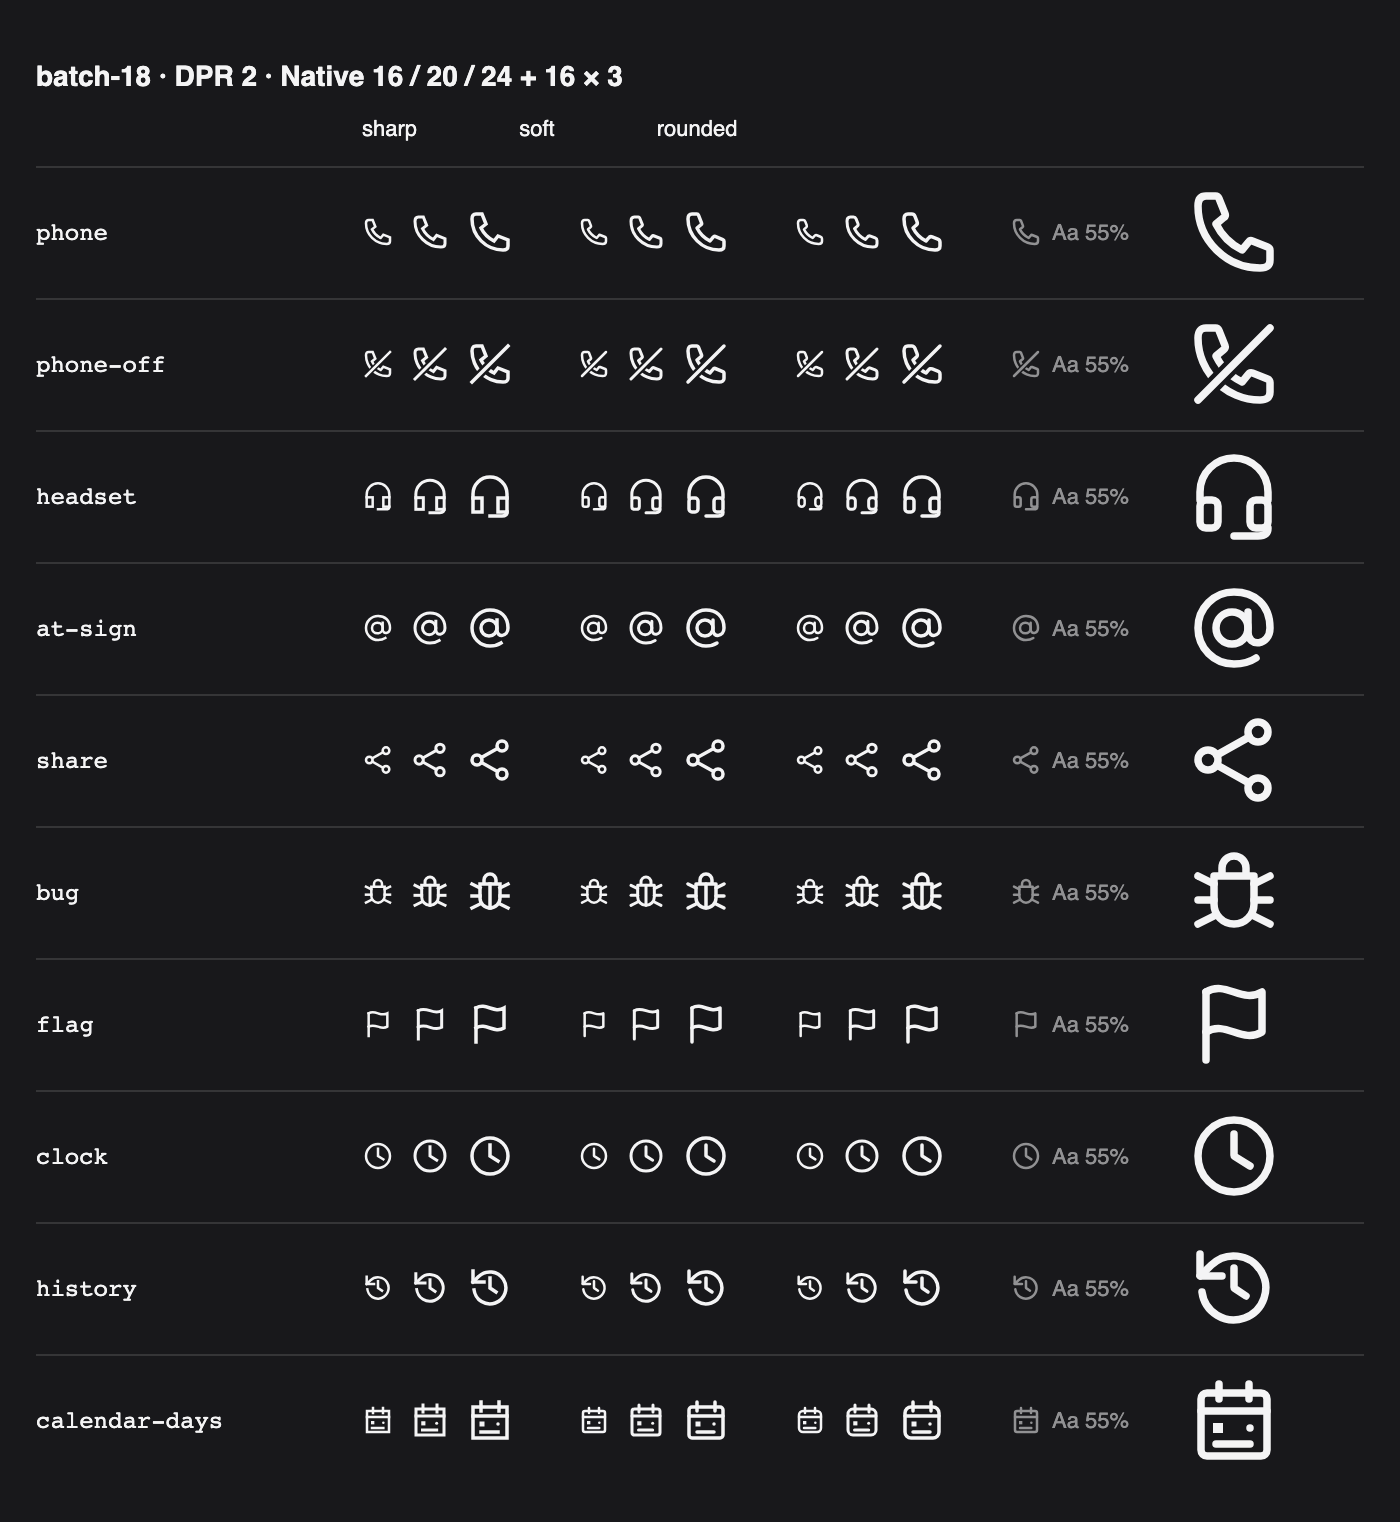 batch-18 · DPR 2 · Native 16 / 20 / 24 + 16 × 3
sharp soft rounded
phone Aa 55%
phone-off Aa 55%
headset Aa 55%
at-sign Aa 55%
share Aa 55%
bug Aa 55%
flag Aa 55%
clock Aa 55%
history Aa 55%
calendar-days Aa 55%